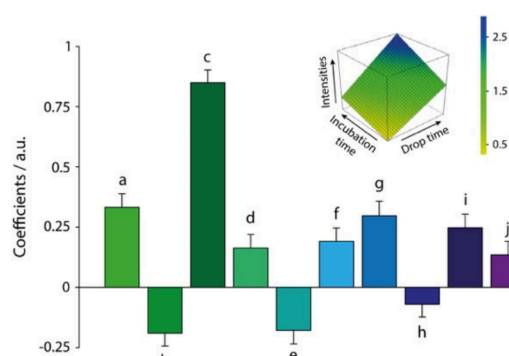 1
0.75
0.5
0.25
0
-0.25
Coefficients / a.u.
a
c
d
e
f
g
h
i
j
Intensities
Incubation
time
Drop time
2.5
1.5
0.5